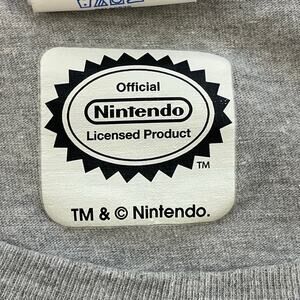 Official
Nintendo
Licensed Product
TM
TM & © Nintendo.